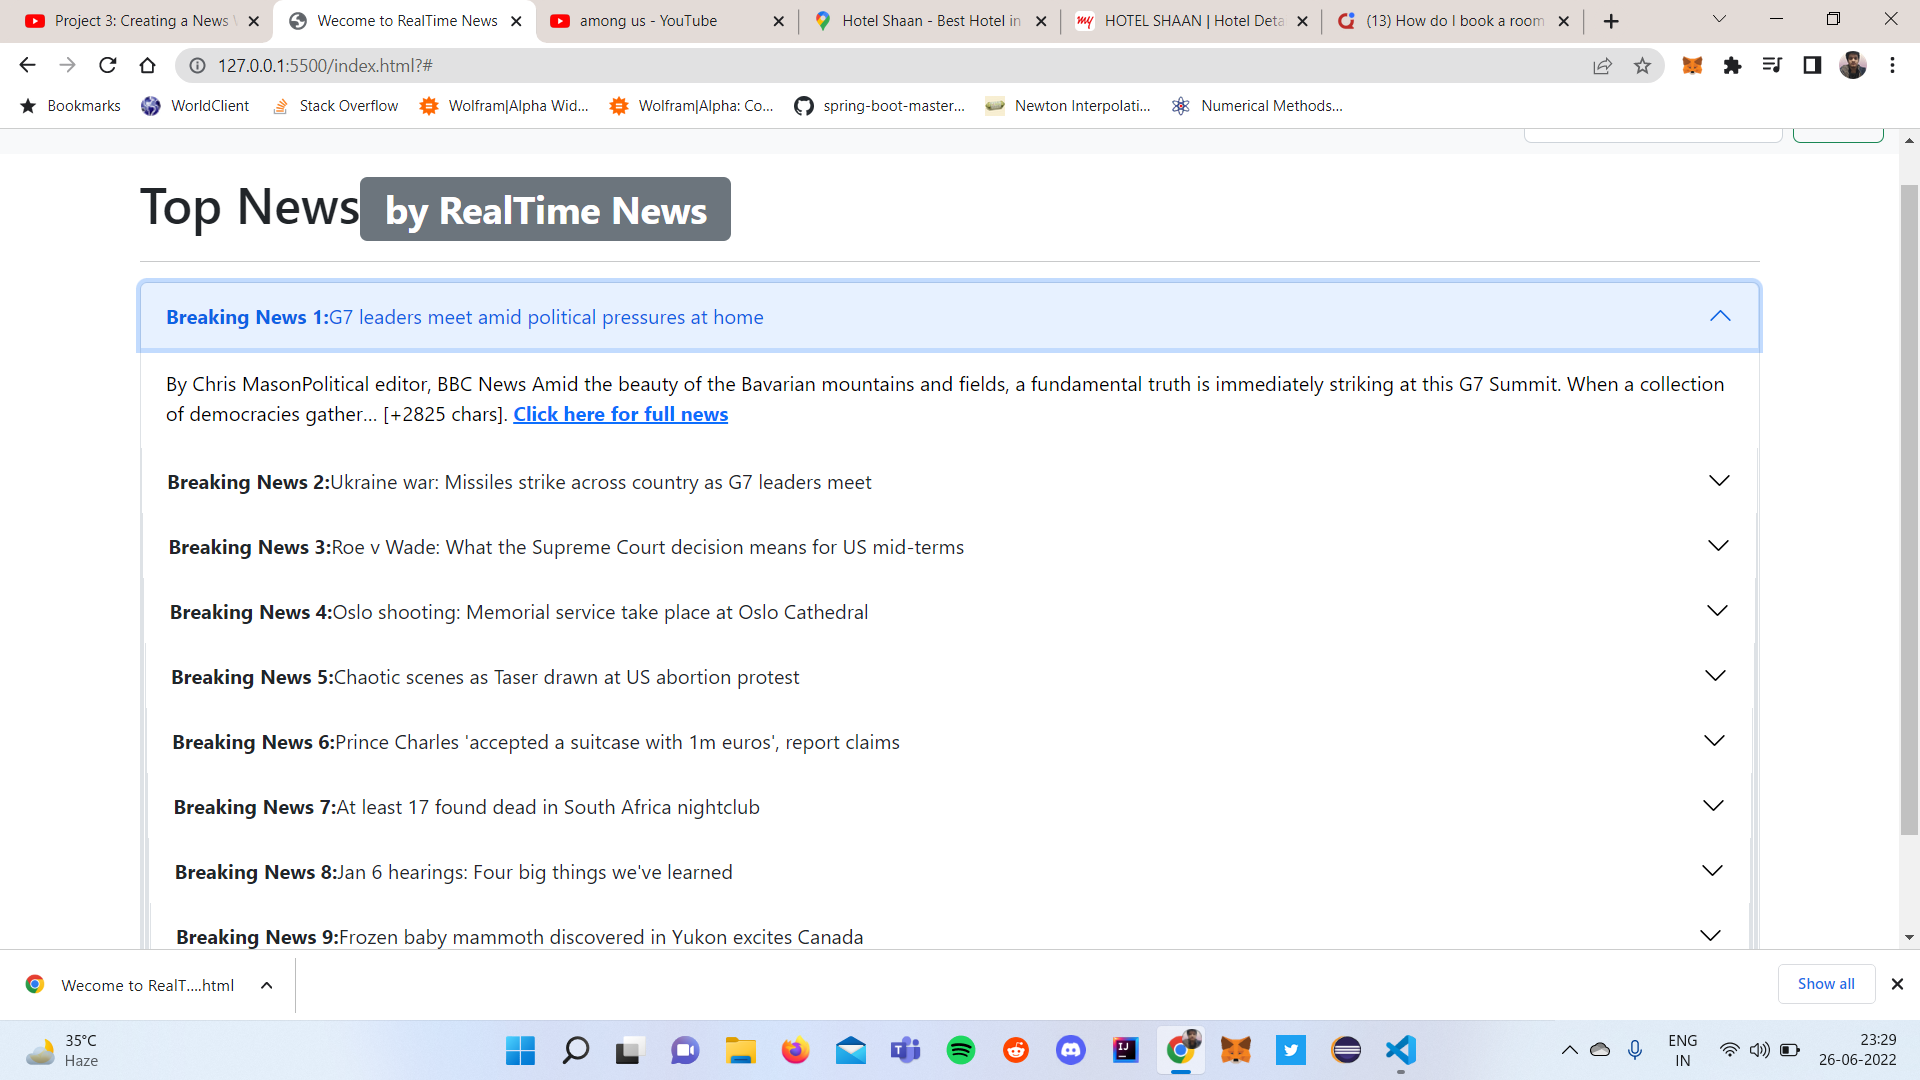 Project 3: Creating a News W
Wecome to RealTime News
among us - YouTube
Hotel Shaan - Best Hotel in
my
HOTEL SHAAN | Hotel Deta
(13) How do I book a room
127.0.0.1:5500/index.html?#
Bookmarks
WorldClient
Stack Overflow
Wolfram|Alpha Wid...
Wolfram|Alpha: Co...
spring-boot-master...
Newton Interpolati...
Numerical Methods...
Top News by RealTime News
Breaking News 1:G7 leaders meet amid political pressures at home
By Chris MasonPolitical editor, BBC News Amid the beauty of the Bavarian mountains and fields, a fundamental truth is immediately striking at this G7 Summit. When a collection
of democracies gather… [+2825 chars]. Click here for full news
Breaking News 2:Ukraine war: Missiles strike across country as G7 leaders meet
Breaking News 3:Roe v Wade: What the Supreme Court decision means for US mid-terms
Breaking News 4:Oslo shooting: Memorial service take place at Oslo Cathedral
Breaking News 5:Chaotic scenes as Taser drawn at US abortion protest
Breaking News 6:Prince Charles 'accepted a suitcase with 1m euros', report claims
Breaking News 7:At least 17 found dead in South Africa nightclub
Breaking News 8:Jan 6 hearings: Four big things we've learned
Breaking News 9:Frozen baby mammoth discovered in Yukon excites Canada
Wecome to RealT....html
Show all
35°C
Haze
ENG
IN
23:29
26-06-2022